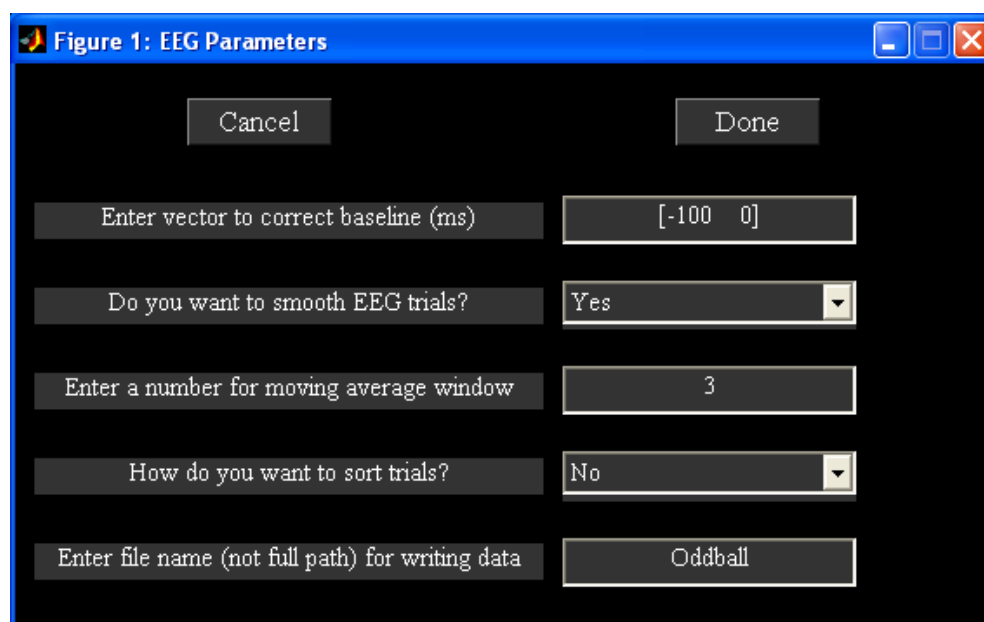 Figure 1: EEG Parameters
Cancel Done
Enter vector to correct baseline (ms) [-100 0]
Do you want to smooth EEG trials? Yes
Enter a number for moving average window 3
How do you want to sort trials? No
Enter file name (not full path) for writing data Oddball